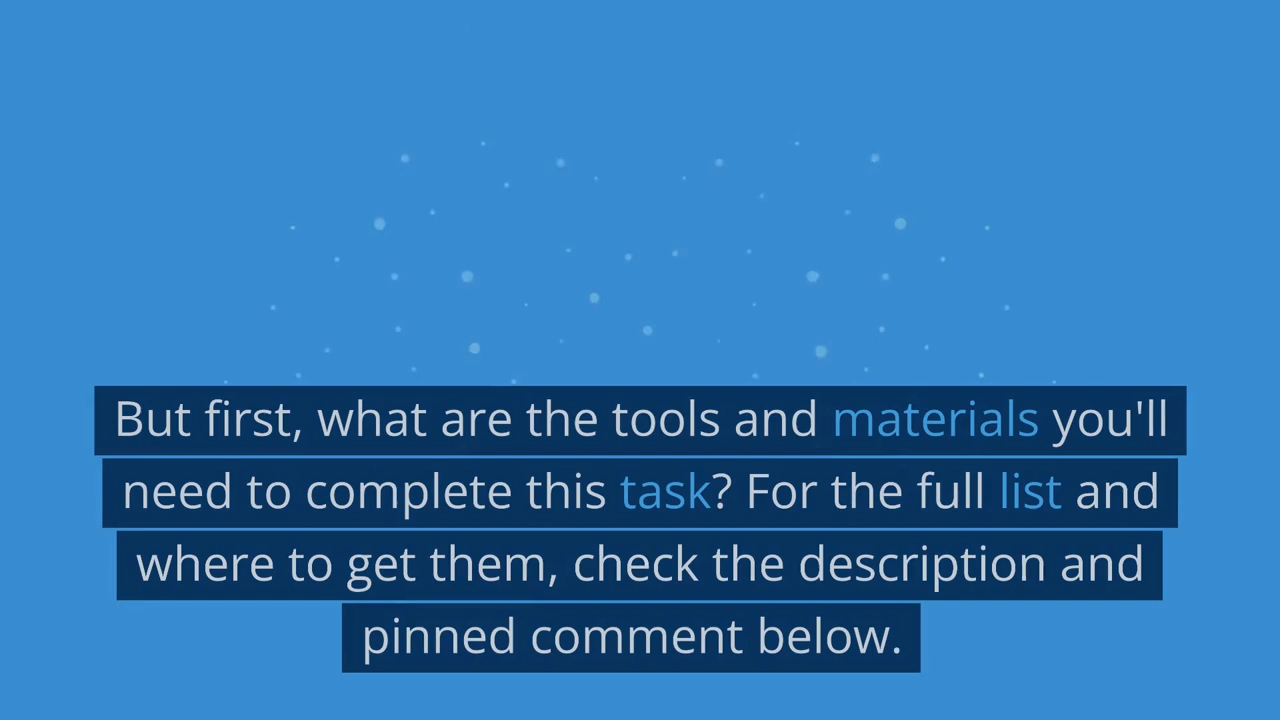 But first, what are the tools and materials you'll
need to complete this task? For the full list and
where to get them, check the description and
pinned comment below.